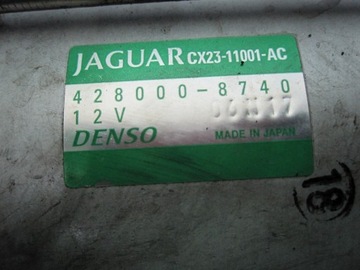 JAGUAR CX23-11001-AC
428000-8740
12V
DENSO MADE IN JAPAN
18